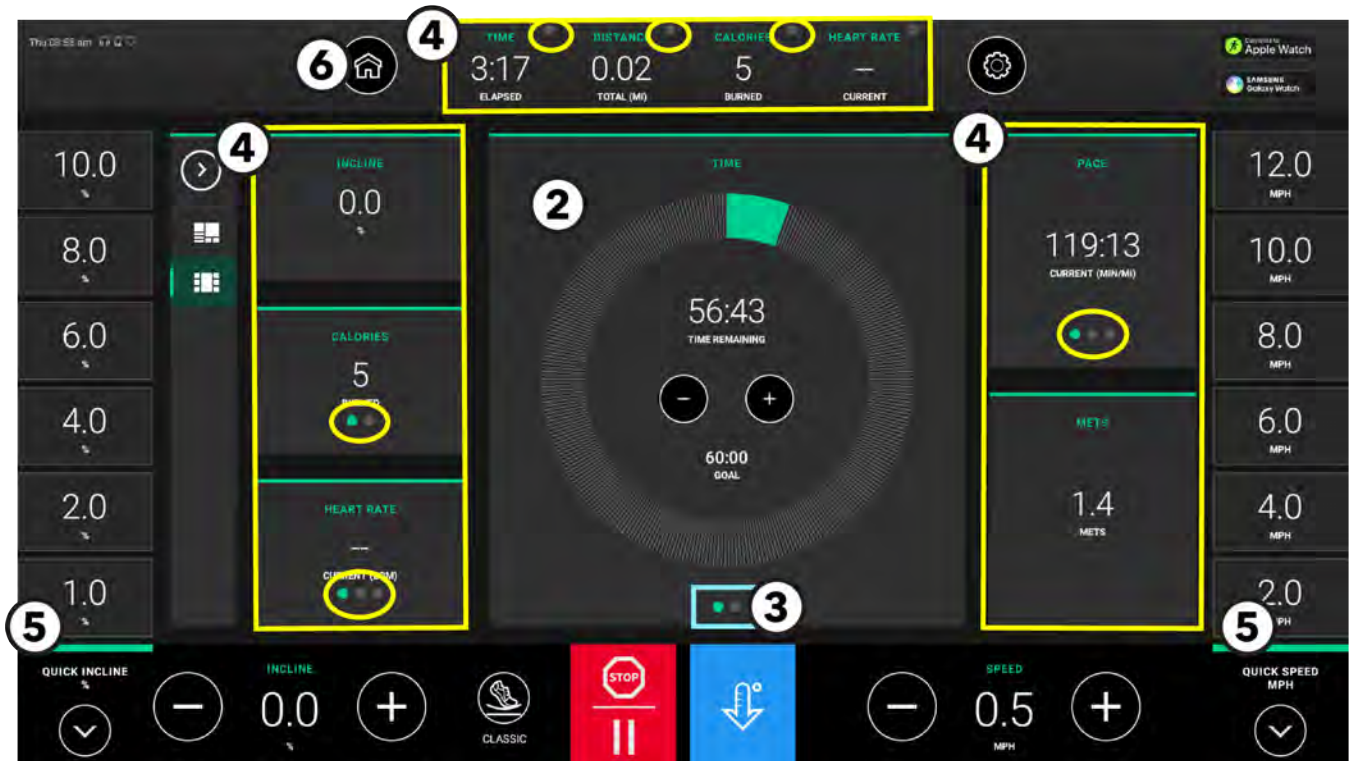 Thu 08:55 am
4
TIME DISTANCE CALORIES HEART RATE
6
3:17 0.02 5 --
ELAPSED TOTAL (MI) BURNED CURRENT
Apple Watch
SAMSUNG
Galaxy Watch
10.0
%
8.0
%
6.0
%
4.0
%
2.0
%
1.0
%
5
QUICK INCLINE
%
4
INCLINE
0.0
%
CALORIES
5
BURNED
HEART RATE
--
CURRENT (BPM)
2
TIME
56:43
TIME REMAINING
- +
60:00
GOAL
3
4
PACE
119:13
CURRENT (MIN/MI)
METS
1.4
METS
12.0
MPH
10.0
MPH
8.0
MPH
6.0
MPH
4.0
MPH
2.0
MPH
5
QUICK SPEED
MPH
INCLINE
- 0.0 +
%
CLASSIC
STOP
SPEED
- 0.5 +
MPH